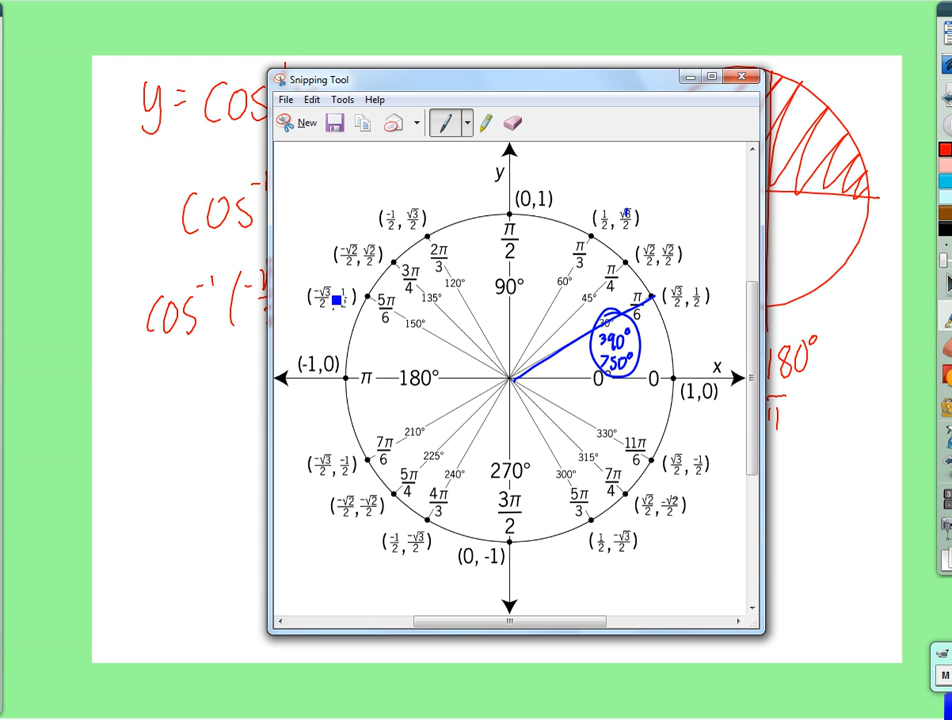 Snipping Tool
File Edit Tools Help
New
y = cos
cos⁻¹
cos⁻¹ (-√
180°
y
(0,1)
(-1/2, √3/2)
(1/2, √3/2)
(-√2/2, √2/2)
2π/3
π/2
π/3
(√2/2, √2/2)
3π/4
120°
90°
60°
π/4
(-√3/2,
5π/6
135°
45°
π/6
(√3/2, 1/2)
150°
30°
390°
750°
(-1,0)
π
180°
0°
0
x
(1,0)
7π/6
210°
330°
11π/6
(-√3/2, -1/2)
(√3/2, -1/2)
5π/4
225°
315°
7π/4
(-√2/2, -√2/2)
240°
270°
300°
(√2/2, -√2/2)
4π/3
3π/2
5π/3
(-1/2, -√3/2)
(0, -1)
(1/2, -√3/2)
M